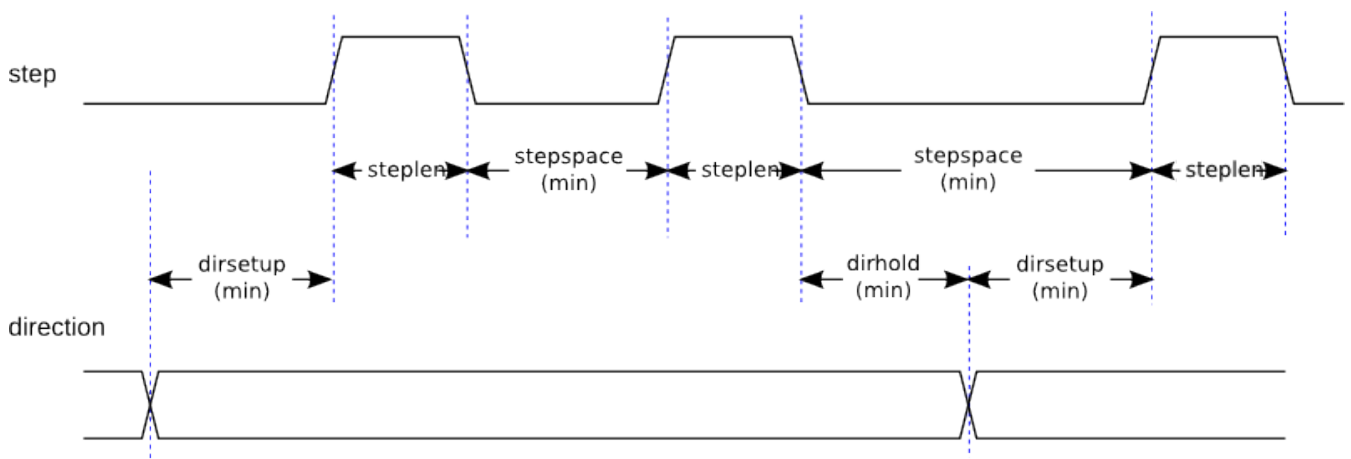 step
steplen
stepspace
(min)
steplen
stepspace
(min)
steplen
dirsetup
(min)
dirhold
(min)
dirsetup
(min)
direction